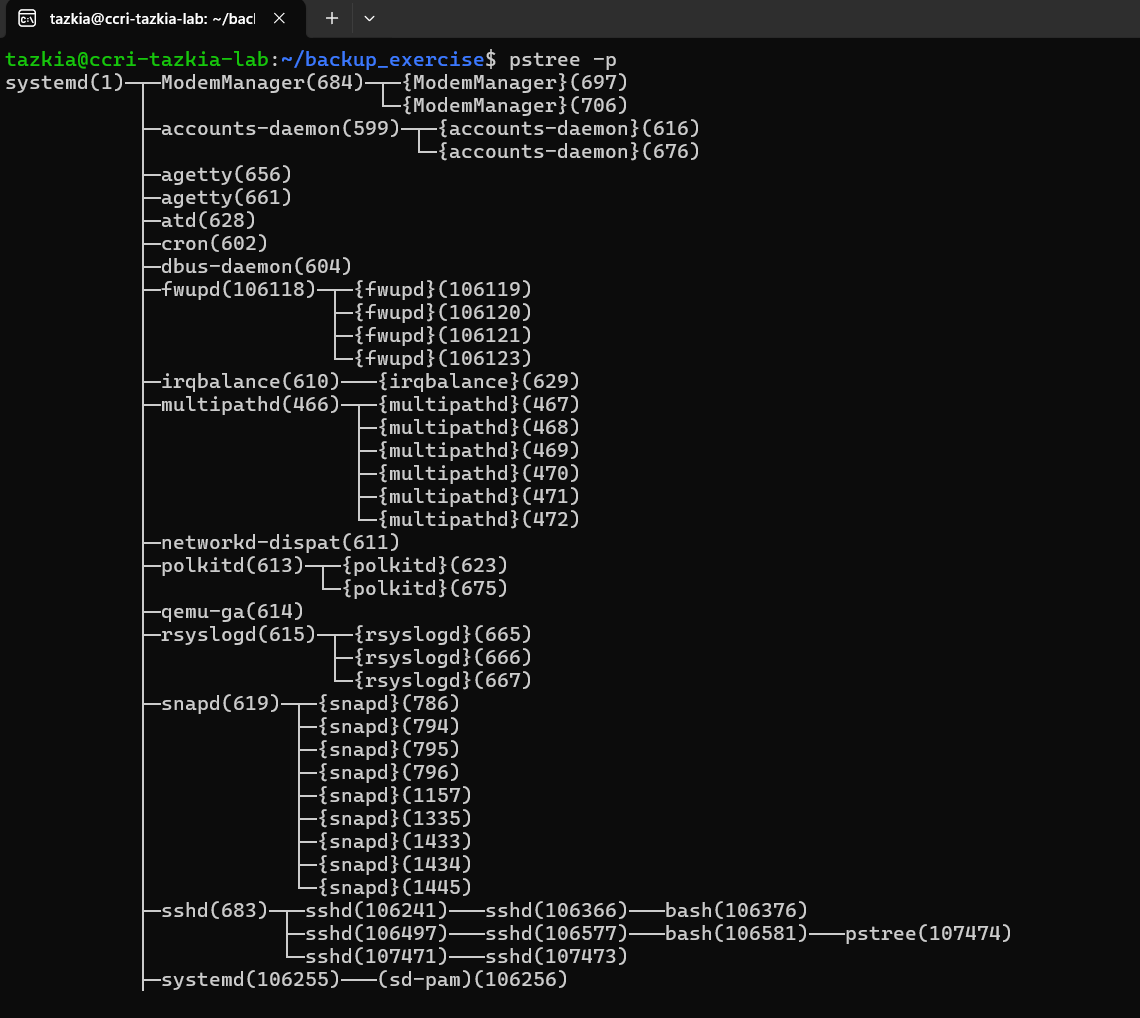 tazkia@ccri-tazkia-lab: ~/bac
tazkia@ccri-tazkia-lab:~/backup_exercise$ pstree -p
systemd(1)─┬─ModemManager(684)─┬─{ModemManager}(697)
           │                   └─{ModemManager}(706)
           ├─accounts-daemon(599)─┬─{accounts-daemon}(616)
           │                      └─{accounts-daemon}(676)
           ├─agetty(656)
           ├─agetty(661)
           ├─atd(628)
           ├─cron(602)
           ├─dbus-daemon(604)
           ├─fwupd(106118)─┬─{fwupd}(106119)
           │               ├─{fwupd}(106120)
           │               ├─{fwupd}(106121)
           │               └─{fwupd}(106123)
           ├─irqbalance(610)───{irqbalance}(629)
           ├─multipathd(466)─┬─{multipathd}(467)
           │                 ├─{multipathd}(468)
           │                 ├─{multipathd}(469)
           │                 ├─{multipathd}(470)
           │                 ├─{multipathd}(471)
           │                 └─{multipathd}(472)
           ├─networkd-dispat(611)
           ├─polkitd(613)─┬─{polkitd}(623)
           │              └─{polkitd}(675)
           ├─qemu-ga(614)
           ├─rsyslogd(615)─┬─{rsyslogd}(665)
           │               ├─{rsyslogd}(666)
           │               └─{rsyslogd}(667)
           ├─snapd(619)─┬─{snapd}(786)
           │            ├─{snapd}(794)
           │            ├─{snapd}(795)
           │            ├─{snapd}(796)
           │            ├─{snapd}(1157)
           │            ├─{snapd}(1335)
           │            ├─{snapd}(1433)
           │            ├─{snapd}(1434)
           │            └─{snapd}(1445)
           ├─sshd(683)─┬─sshd(106241)───sshd(106366)───bash(106376)
           │           ├─sshd(106497)───sshd(106577)───bash(106581)───pstree(107474)
           │           └─sshd(107471)───sshd(107473)
           ├─systemd(106255)───(sd-pam)(106256)